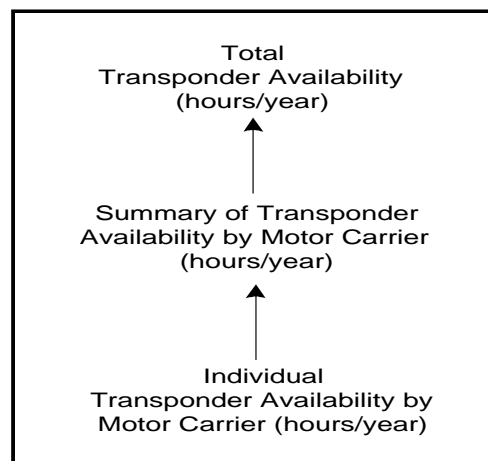 Total
Transponder Availability
(hours/year)
Summary of Transponder
Availability by Motor Carrier
(hours/year)
Individual
Transponder Availability by
Motor Carrier (hours/year)